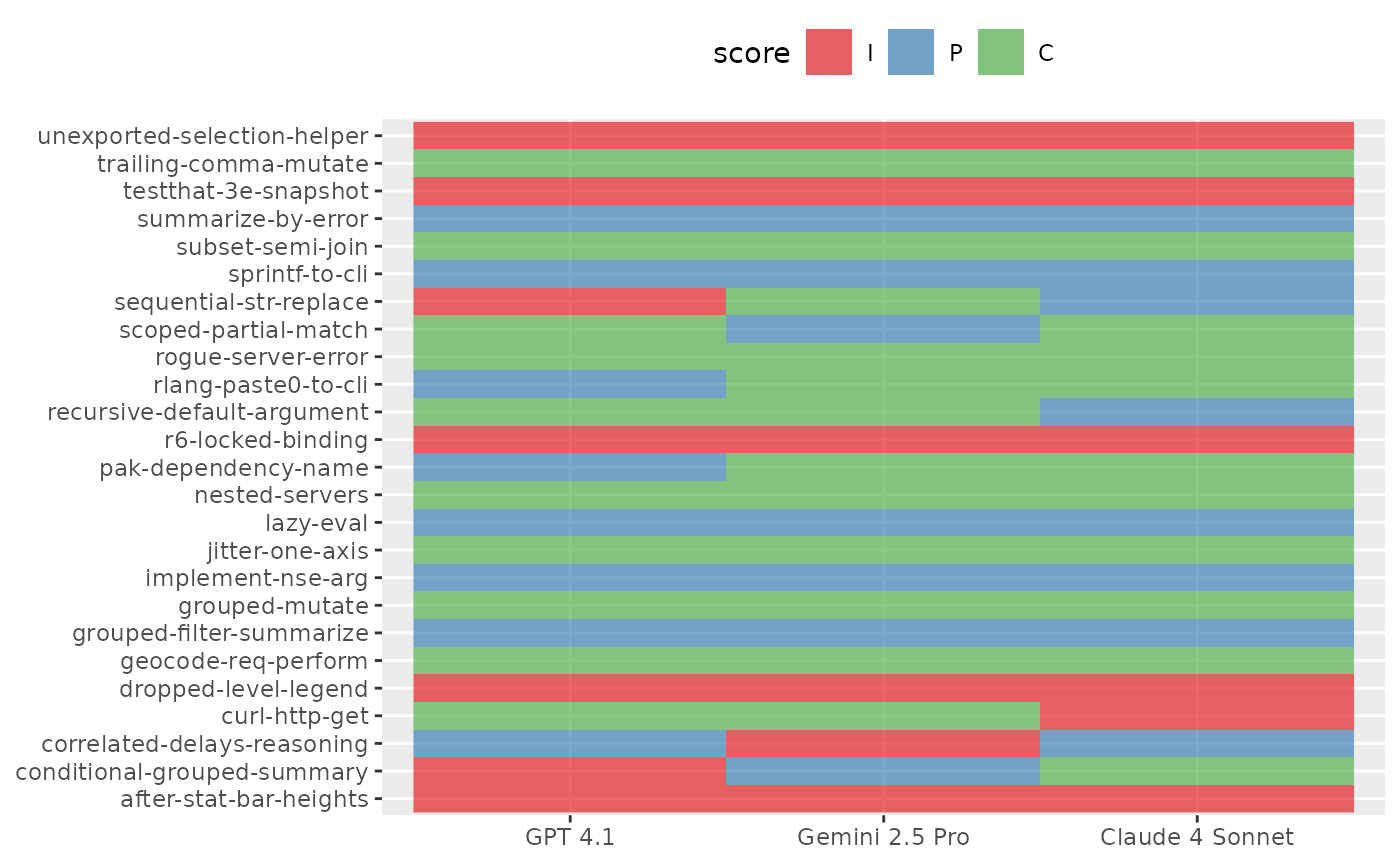 score I P C
unexported-selection-helper
trailing-comma-mutate
testthat-3e-snapshot
summarize-by-error
subset-semi-join
sprintf-to-cli
sequential-str-replace
scoped-partial-match
rogue-server-error
rlang-paste0-to-cli
recursive-default-argument
r6-locked-binding
pak-dependency-name
nested-servers
lazy-eval
jitter-one-axis
implement-nse-arg
grouped-mutate
grouped-filter-summarize
geocode-req-perform
dropped-level-legend
curl-http-get
correlated-delays-reasoning
conditional-grouped-summary
after-stat-bar-heights
GPT 4.1 Gemini 2.5 Pro Claude 4 Sonnet